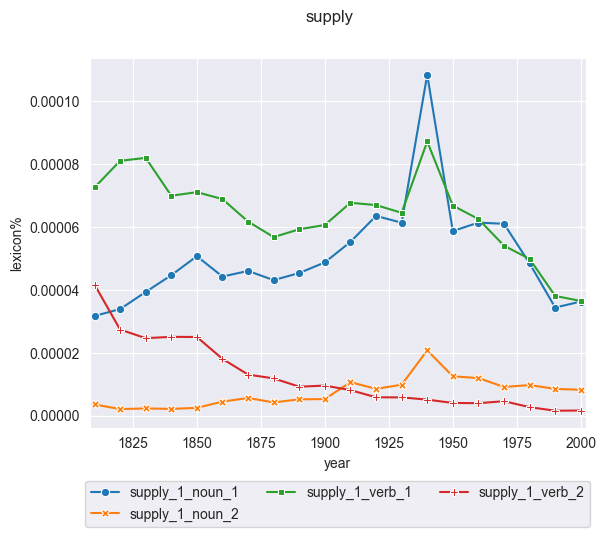 supply
0.00010
0.00008
0.00006
0.00004
0.00002
0.00000
lexicon%
1825 1850 1875 1900 1925 1950 1975 2000
year
supply_1_noun_1 supply_1_verb_1 supply_1_verb_2
supply_1_noun_2